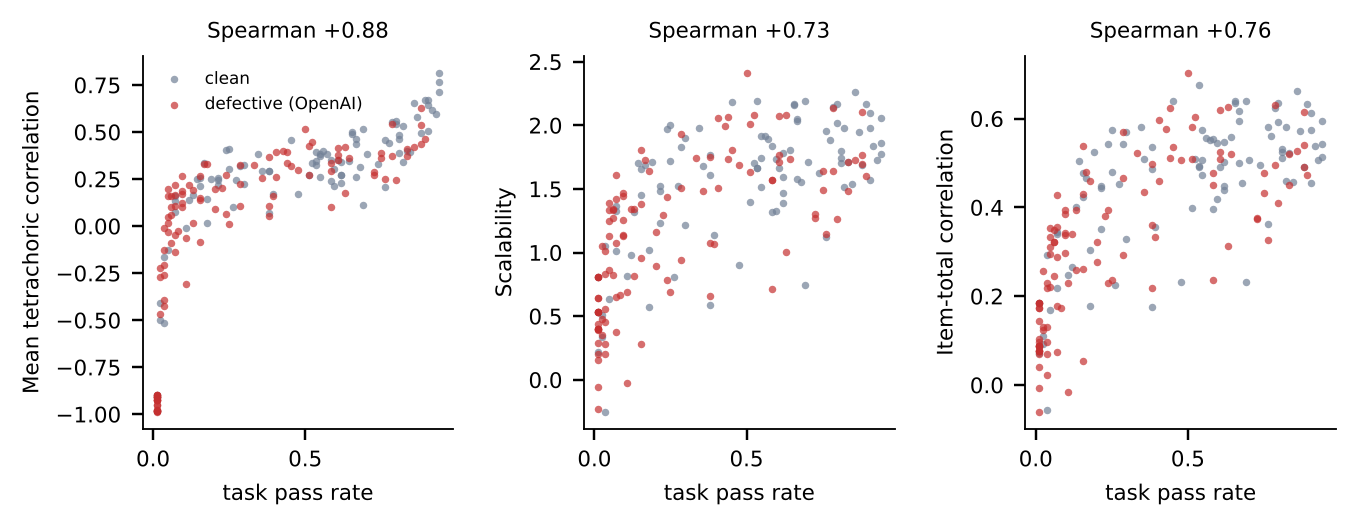 Spearman +0.88
Mean tetrachoric correlation
0.75
0.50
0.25
0.00
−0.25
−0.50
−0.75
−1.00
clean
defective (OpenAI)
0.0
0.5
task pass rate
Spearman +0.73
Scalability
2.5
2.0
1.5
1.0
0.5
0.0
0.0
0.5
task pass rate
Spearman +0.76
Item-total correlation
0.6
0.4
0.2
0.0
0.0
0.5
task pass rate